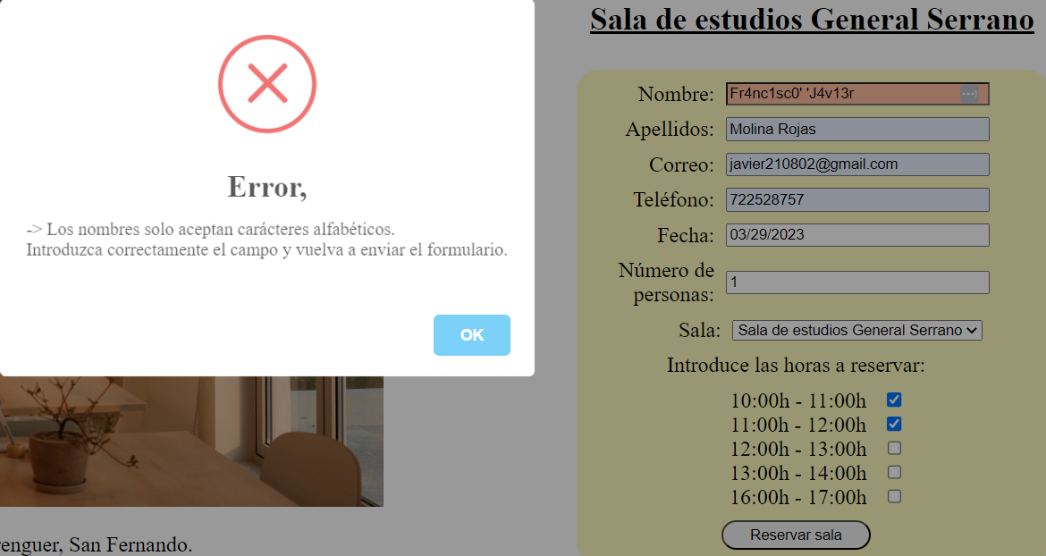 Error,
-> Los nombres solo aceptan carácteres alfabéticos.
Introduzca correctamente el campo y vuelva a enviar el formulario.
OK
Sala de estudios General Serrano
Nombre: Fr4nc1sc0' 'J4v13r
Apellidos: Molina Rojas
Correo: javier210802@gmail.com
Teléfono: 722528757
Fecha: 03/29/2023
Número de
personas: 1
Sala: Sala de estudios General Serrano
Introduce las horas a reservar:
10:00h - 11:00h
11:00h - 12:00h
12:00h - 13:00h
13:00h - 14:00h
16:00h - 17:00h
Reservar sala
San Fernando.